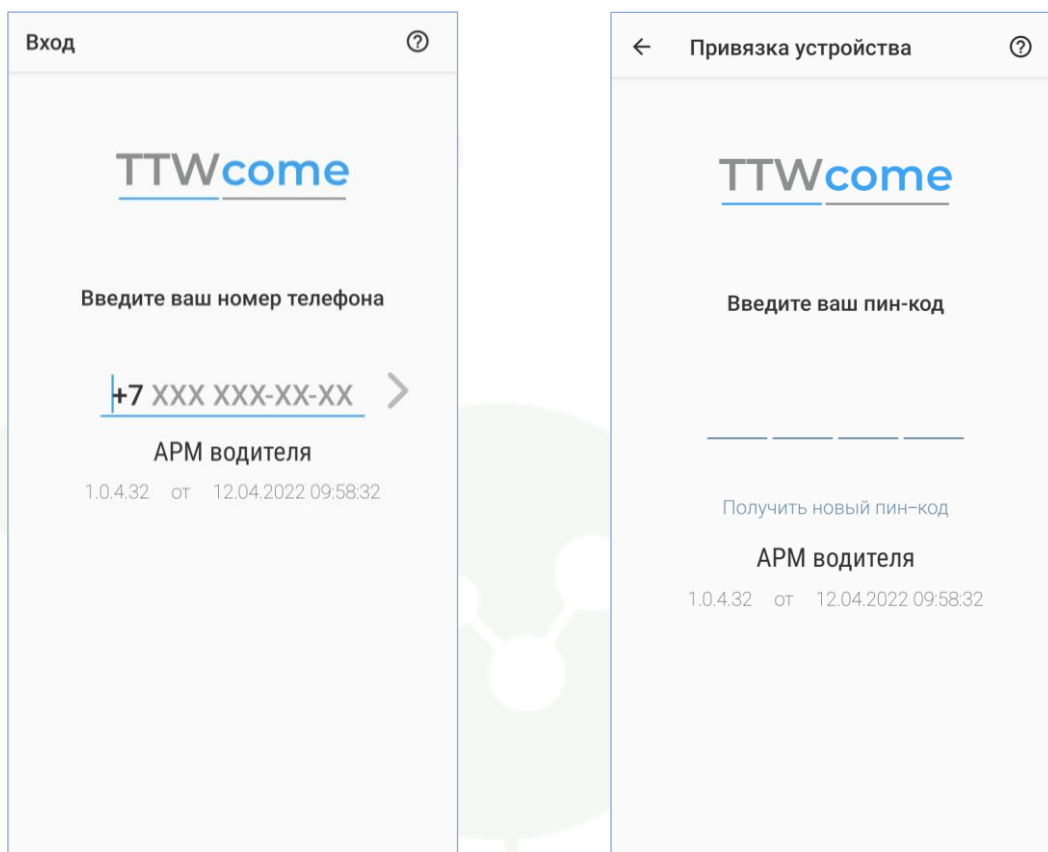 Вход
TTWcome
Введите ваш номер телефона
+7 XXX XXX-XX-XX
АРМ водителя
1.0.4.32 от 12.04.2022 09:58:32
Привязка устройства
TTWcome
Введите ваш пин-код
Получить новый пин-код
АРМ водителя
1.0.4.32 от 12.04.2022 09:58:32